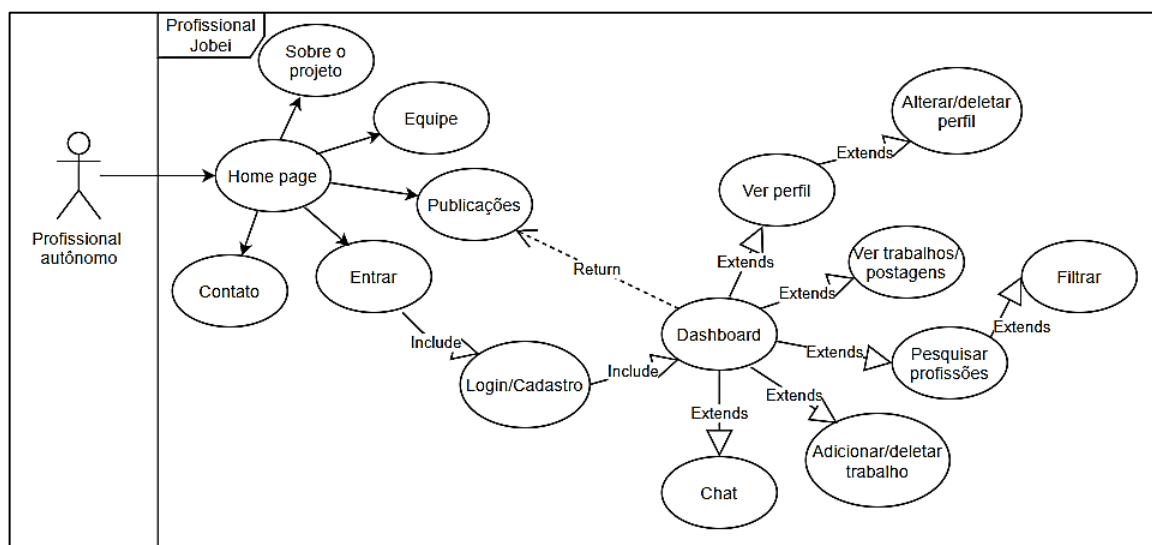 Profissional
Jobei
Sobre o
projeto
Equipe
Alterar/deletar
perfil
Extends
Home page
Ver perfil
Publicações
Profissional
autônomo
Ver trabalhos/
postagens
Extends
Return
Entrar
Contato
Extends
Filtrar
Extends
Dashboard
Include
Extends
Pesquisar
profissões
Login/Cadastro
Include
Extends
Extends
Adicionar/deletar
trabalho
Chat